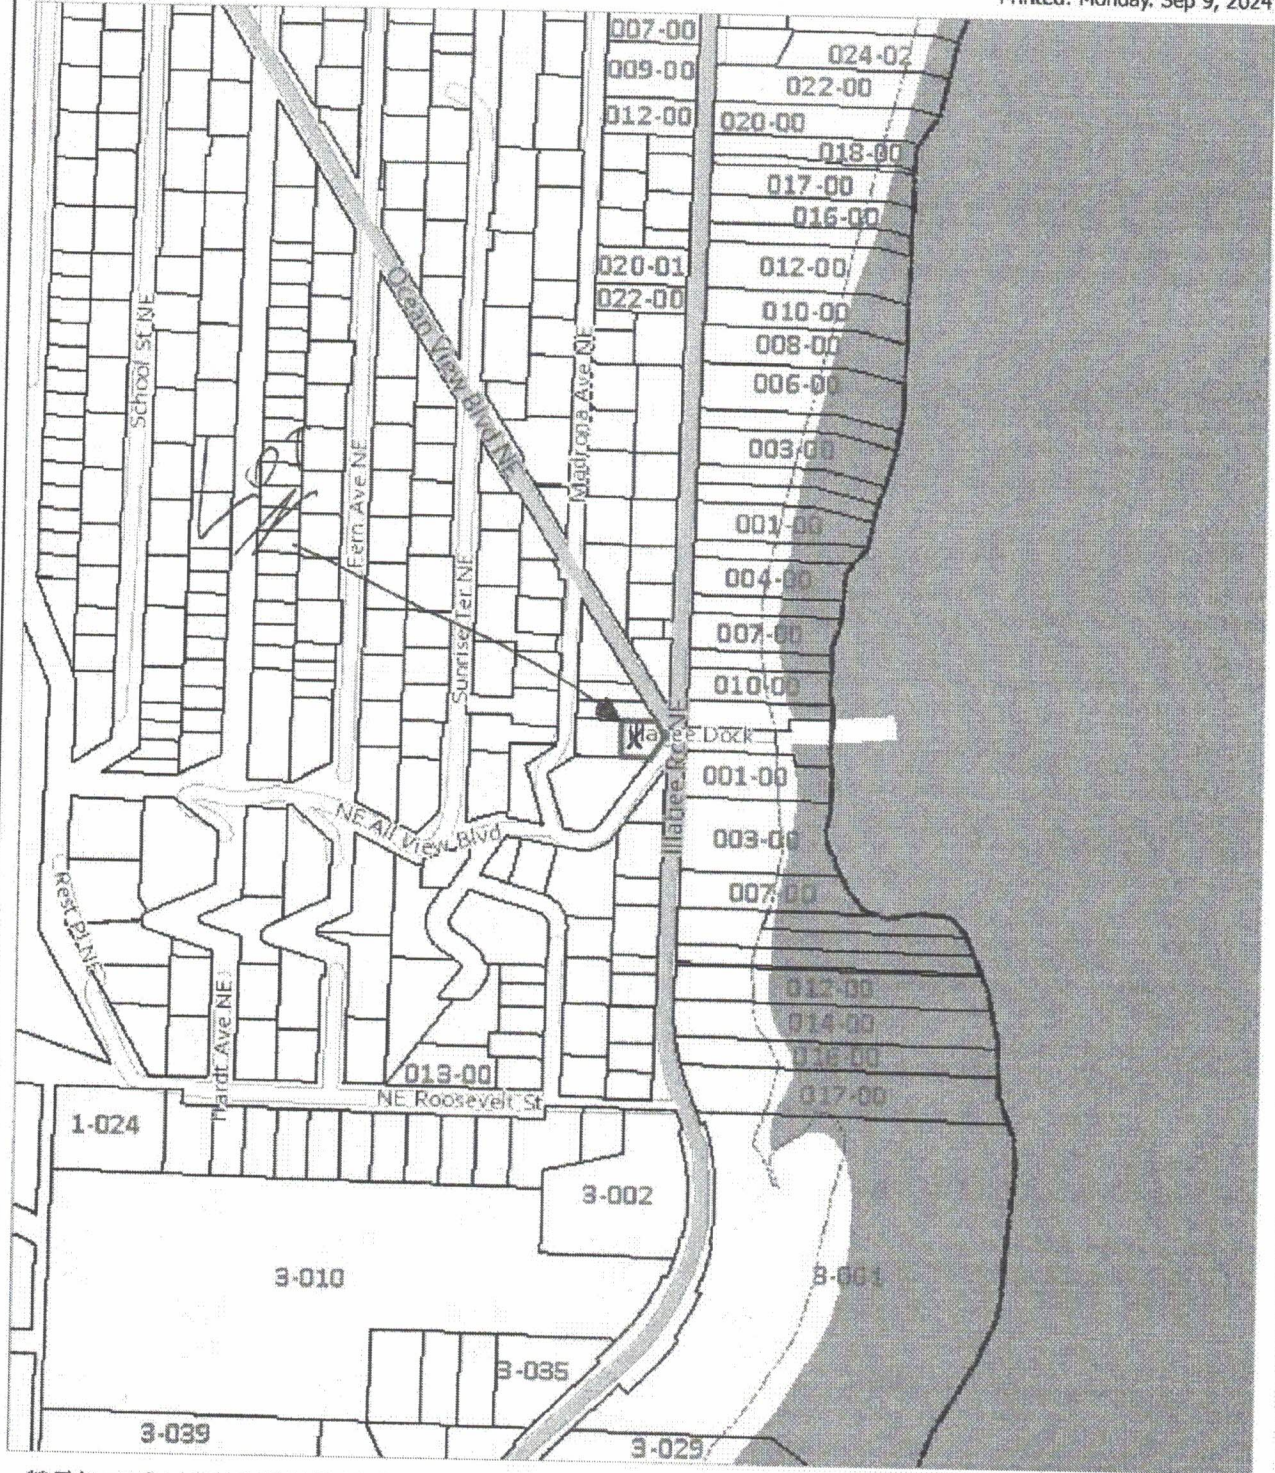 Printed: Monday, Sep 9, 2024
007-00
024-02
009-00
022-00
012-00
020-00
018-00
017-00
016-00
020-01
012-00
022-00
010-00
008-00
006-00
003-00
001-00
004-00
007-00
010-00
School St NE
Ocean View Blvd NE
Madrona Ave NE
Fern Ave NE
Sunrise Ter NE
Illahee Rd NE
Dock
001-00
NE All View Blvd
003-00
007-00
Rest Pl NE
012-00
014-00
016-00
Hardt Ave NE
013-00
017-00
NE Roosevelt St
1-024
3-002
3-010
3-001
3-035
3-039
3-029